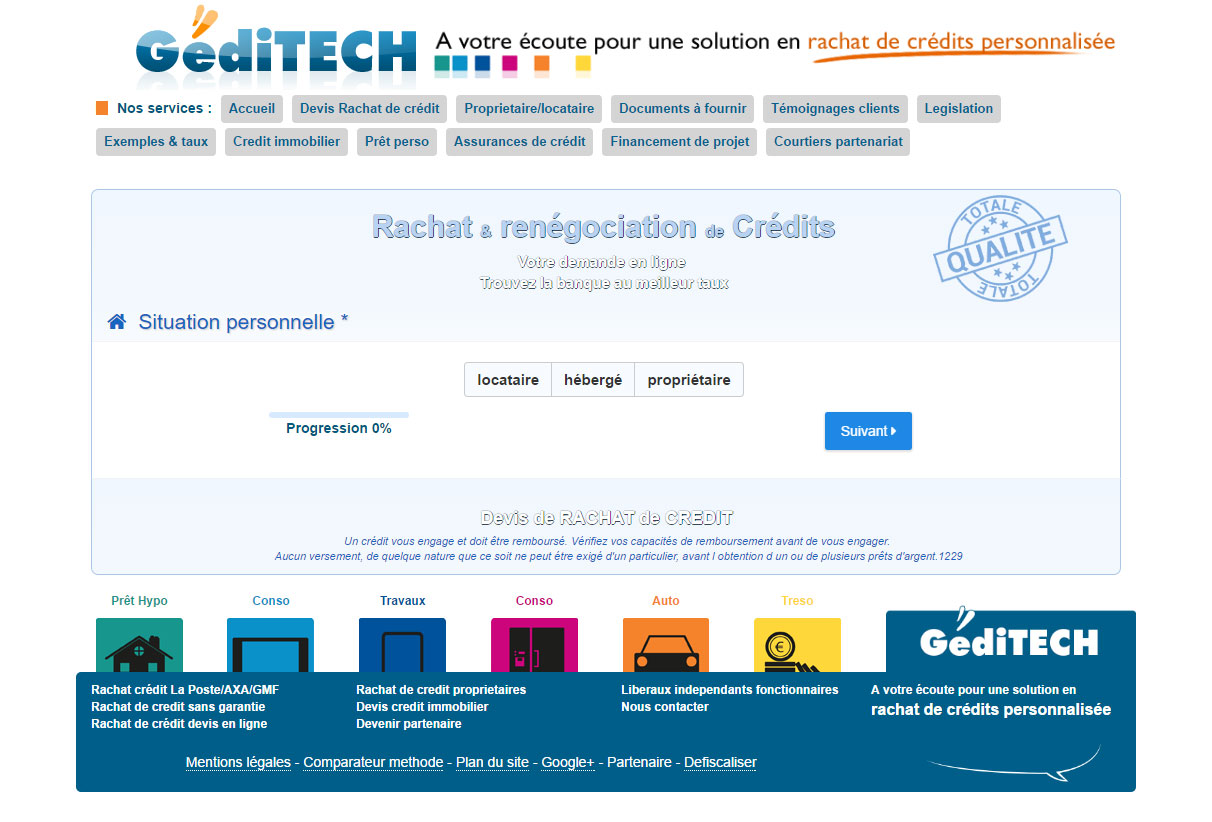 GéDITECH
A votre écoute pour une solution en rachat de crédits personnalisée
Nos services : Accueil Devis Rachat de crédit Proprietaire/locataire Documents à fournir Témoignages clients Legislation
Exemples & taux Credit immobilier Prêt perso Assurances de crédit Financement de projet Courtiers partenariat
Rachat & renégociation de Crédits
Votre demande en ligne
Trouvez la banque au meilleur taux
TOTALE
QUALITE
TOTALE
Situation personnelle *
locataire hébergé propriétaire
Progression 0%
Suivant
Devis de RACHAT de CREDIT
Un crédit vous engage et doit être remboursé. Vérifiez vos capacités de remboursement avant de vous engager.
Aucun versement, de quelque nature que ce soit ne peut être exigé d'un particulier, avant l obtention d un ou de plusieurs prêts d'argent.1229
Prêt Hypo Conso Travaux Conso Auto Treso
€
GéDITECH
Rachat crédit La Poste/AXA/GMF
Rachat de credit sans garantie
Rachat de crédit devis en ligne
Rachat de credit proprietaires
Devis credit immobilier
Devenir partenaire
Liberaux independants fonctionnaires
Nous contacter
A votre écoute pour une solution en
rachat de crédits personnalisée
Mentions légales - Comparateur methode - Plan du site - Google+ - Partenaire - Defiscaliser